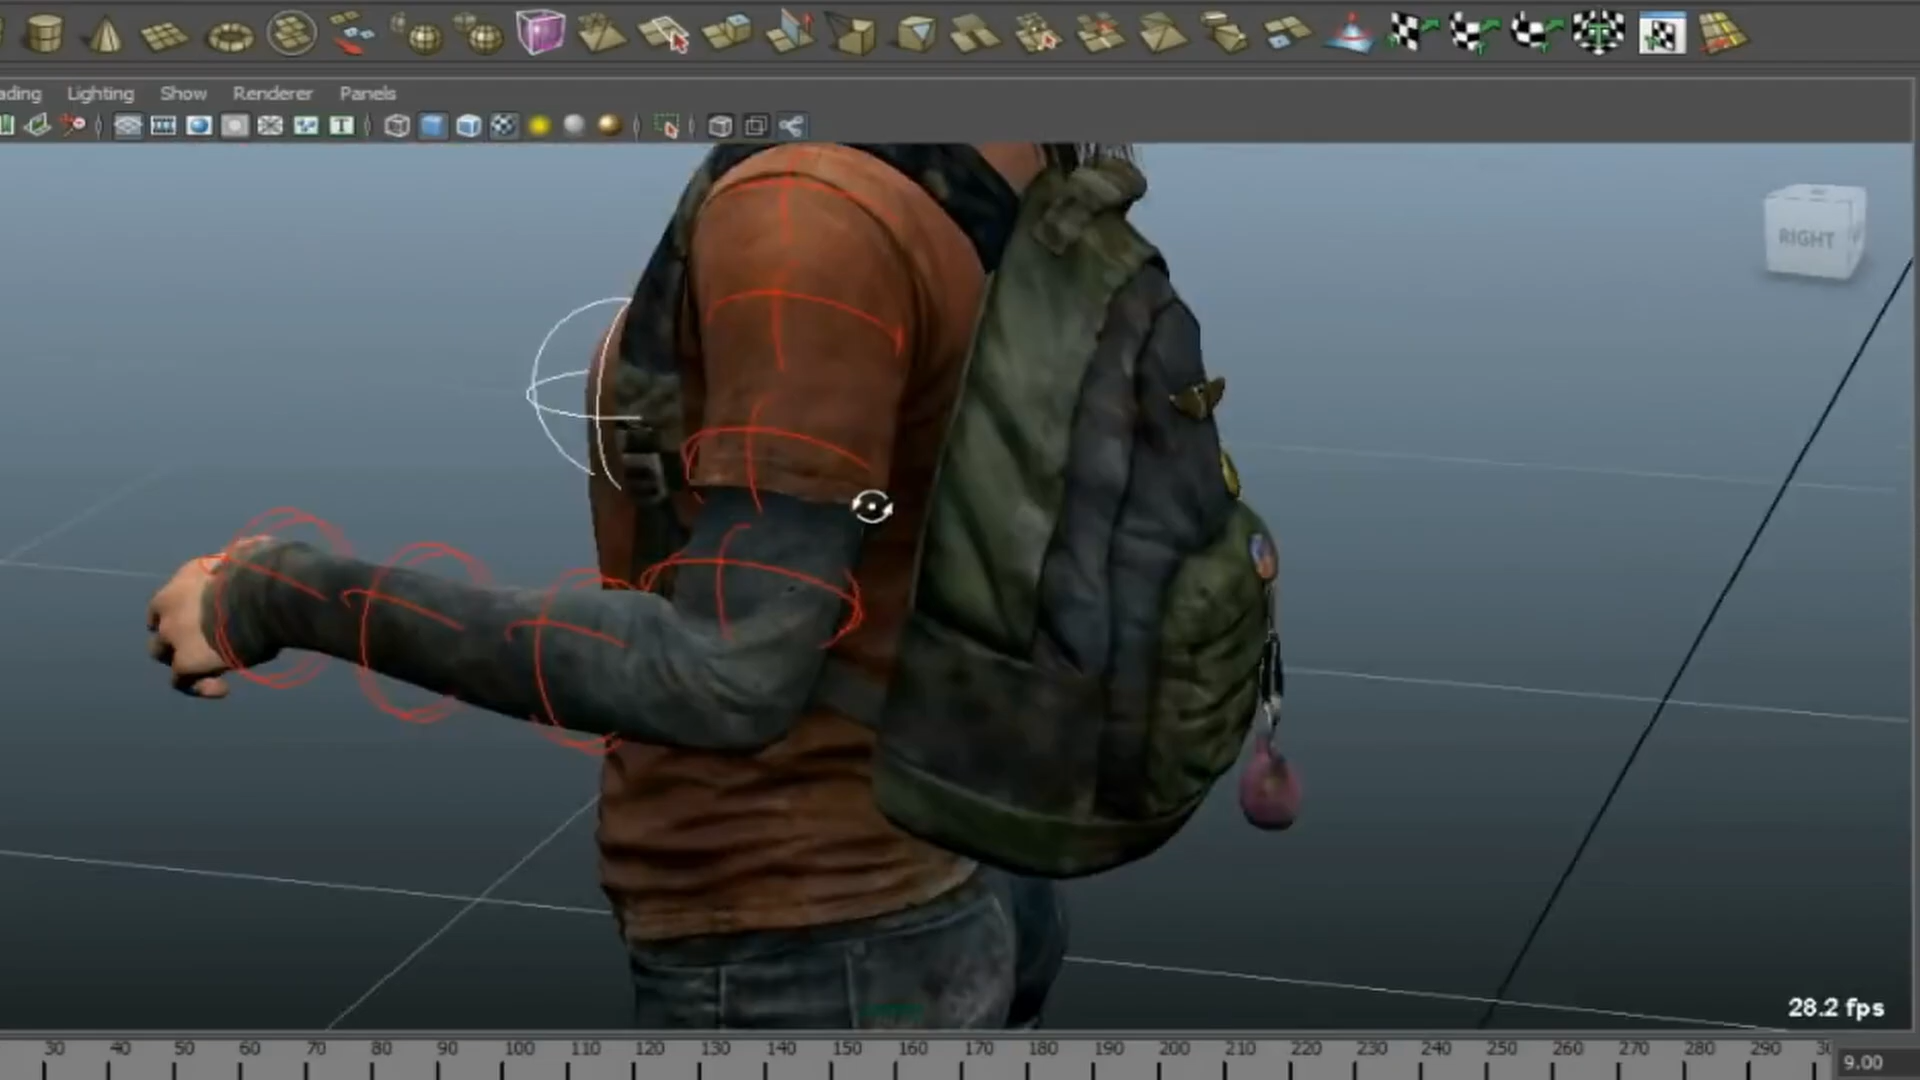 ading Lighting Show Renderer Panels
T
RIGHT
28.2 fps
30 40 50 60 70 80 90 100 110 120 130 140 150 160 170 180 190 200 210 220 230 240 250 260 270 280 290 30
9.00